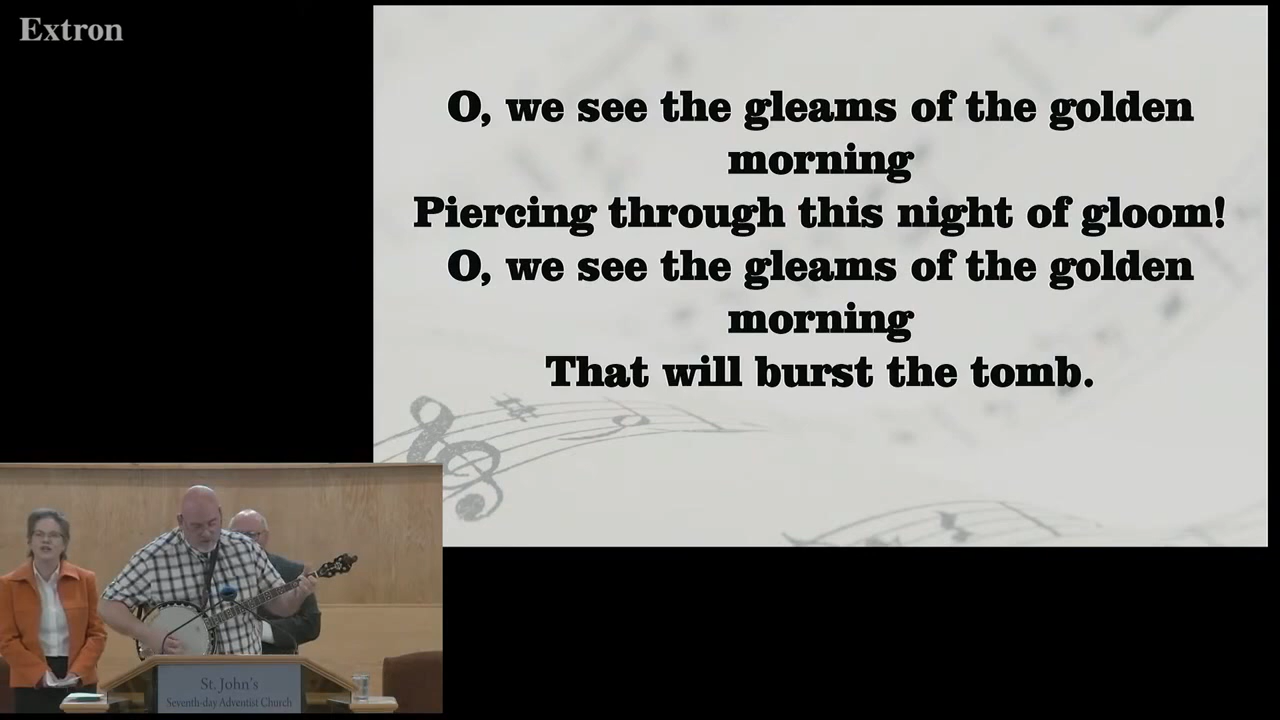 Extron
O, we see the gleams of the golden
morning
Piercing through this night of gloom!
O, we see the gleams of the golden
morning
That will burst the tomb.
St. John's
Seventh-day Adventist Church